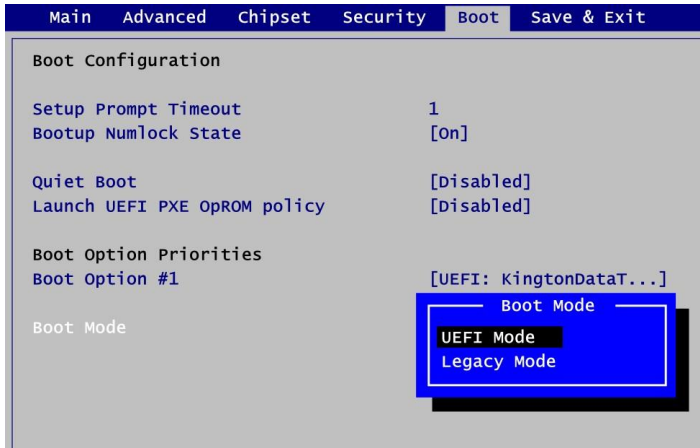 Main Advanced Chipset Security Boot Save & Exit
Boot Configuration
Setup Prompt Timeout 1
Bootup Numlock State [On]
Quiet Boot [Disabled]
Launch UEFI PXE OpROM policy [Disabled]
Boot Option Priorities
Boot Option #1 [UEFI: KingtonDataT...]
Boot Mode
Boot Mode
UEFI Mode
Legacy Mode